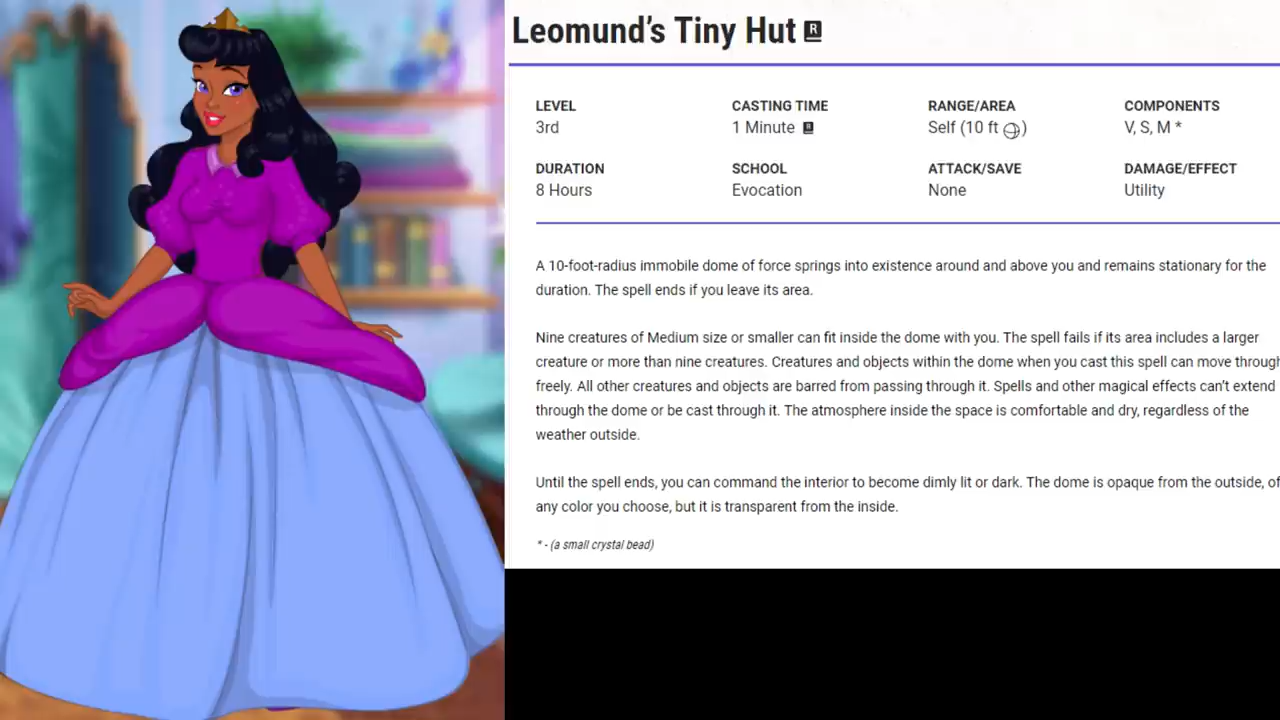 Leomund’s Tiny Hut R
LEVEL CASTING TIME RANGE/AREA COMPONENTS
3rd 1 Minute Self (10 ft ) V, S, M *
DURATION SCHOOL ATTACK/SAVE DAMAGE/EFFECT
8 Hours Evocation None Utility
A 10-foot-radius immobile dome of force springs into existence around and above you and remains stationary for the
duration. The spell ends if you leave its area.
Nine creatures of Medium size or smaller can fit inside the dome with you. The spell fails if its area includes a larger
creature or more than nine creatures. Creatures and objects within the dome when you cast this spell can move through
freely. All other creatures and objects are barred from passing through it. Spells and other magical effects can’t extend
through the dome or be cast through it. The atmosphere inside the space is comfortable and dry, regardless of the
weather outside.
Until the spell ends, you can command the interior to become dimly lit or dark. The dome is opaque from the outside, of
any color you choose, but it is transparent from the inside.
* - (a small crystal bead)